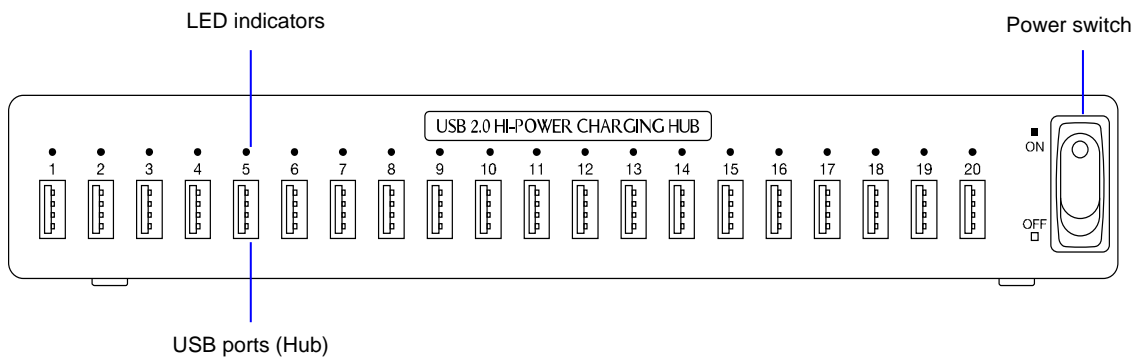 LED indicators
Power switch
USB 2.0 HI-POWER CHARGING HUB
ON
1 2 3 4 5 6 7 8 9 10 11 12 13 14 15 16 17 18 19 20
OFF
USB ports (Hub)